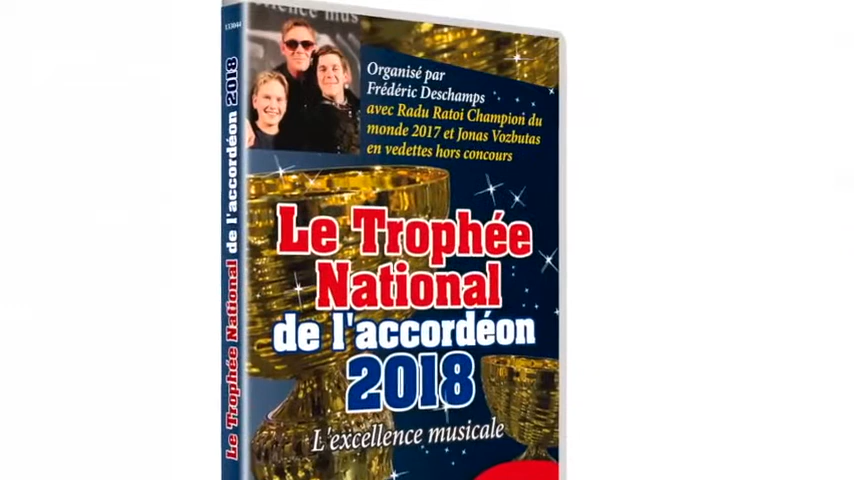 133044
Le Trophée National de l'accordéon 2018
Organisé par
Frédéric Deschamps
avec Radu Ratoi Champion du
monde 2017 et Jonas Vozbutas
en vedettes hors concours
Le Trophée
National
de l'accordéon
2018
L'excellence musicale